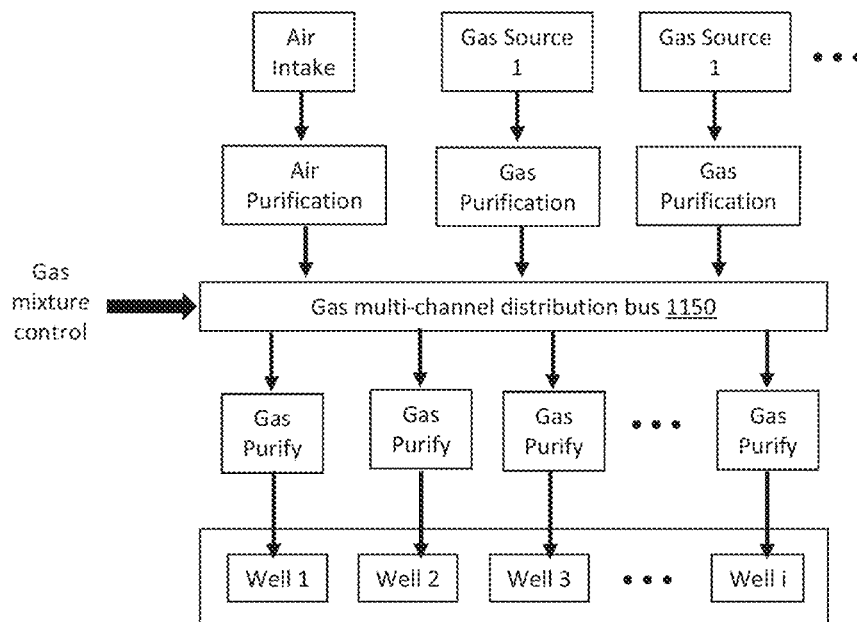 Air
Intake
Gas Source
1
Gas Source
1
Air
Purification
Gas
Purification
Gas
Purification
Gas
mixture
control
Gas multi-channel distribution bus 1150
Gas
Purify
Gas
Purify
Gas
Purify
Gas
Purify
Well 1
Well 2
Well 3
Well i